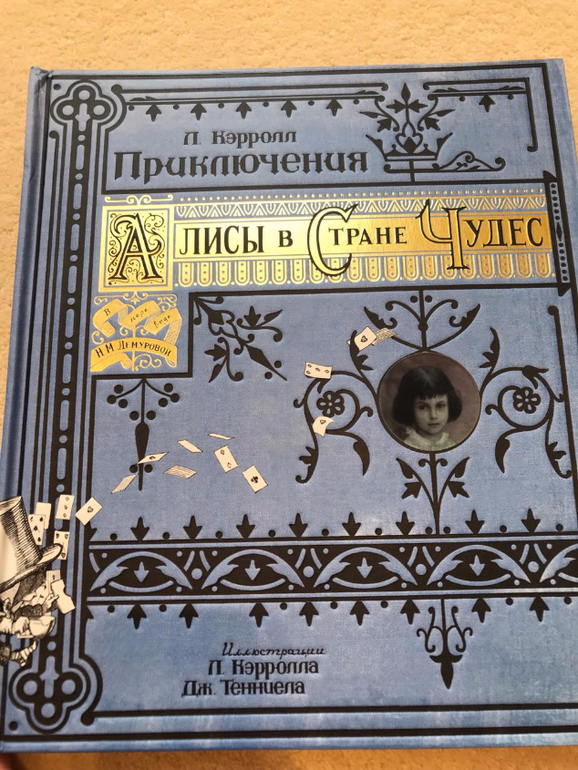 Л. Кэрролл
Приключения
Алисы в Стране Чудес
В пере
воде
Н.М. Демуровой
Иллюстрации
Л. Кэрролла
Дж. Тенниела